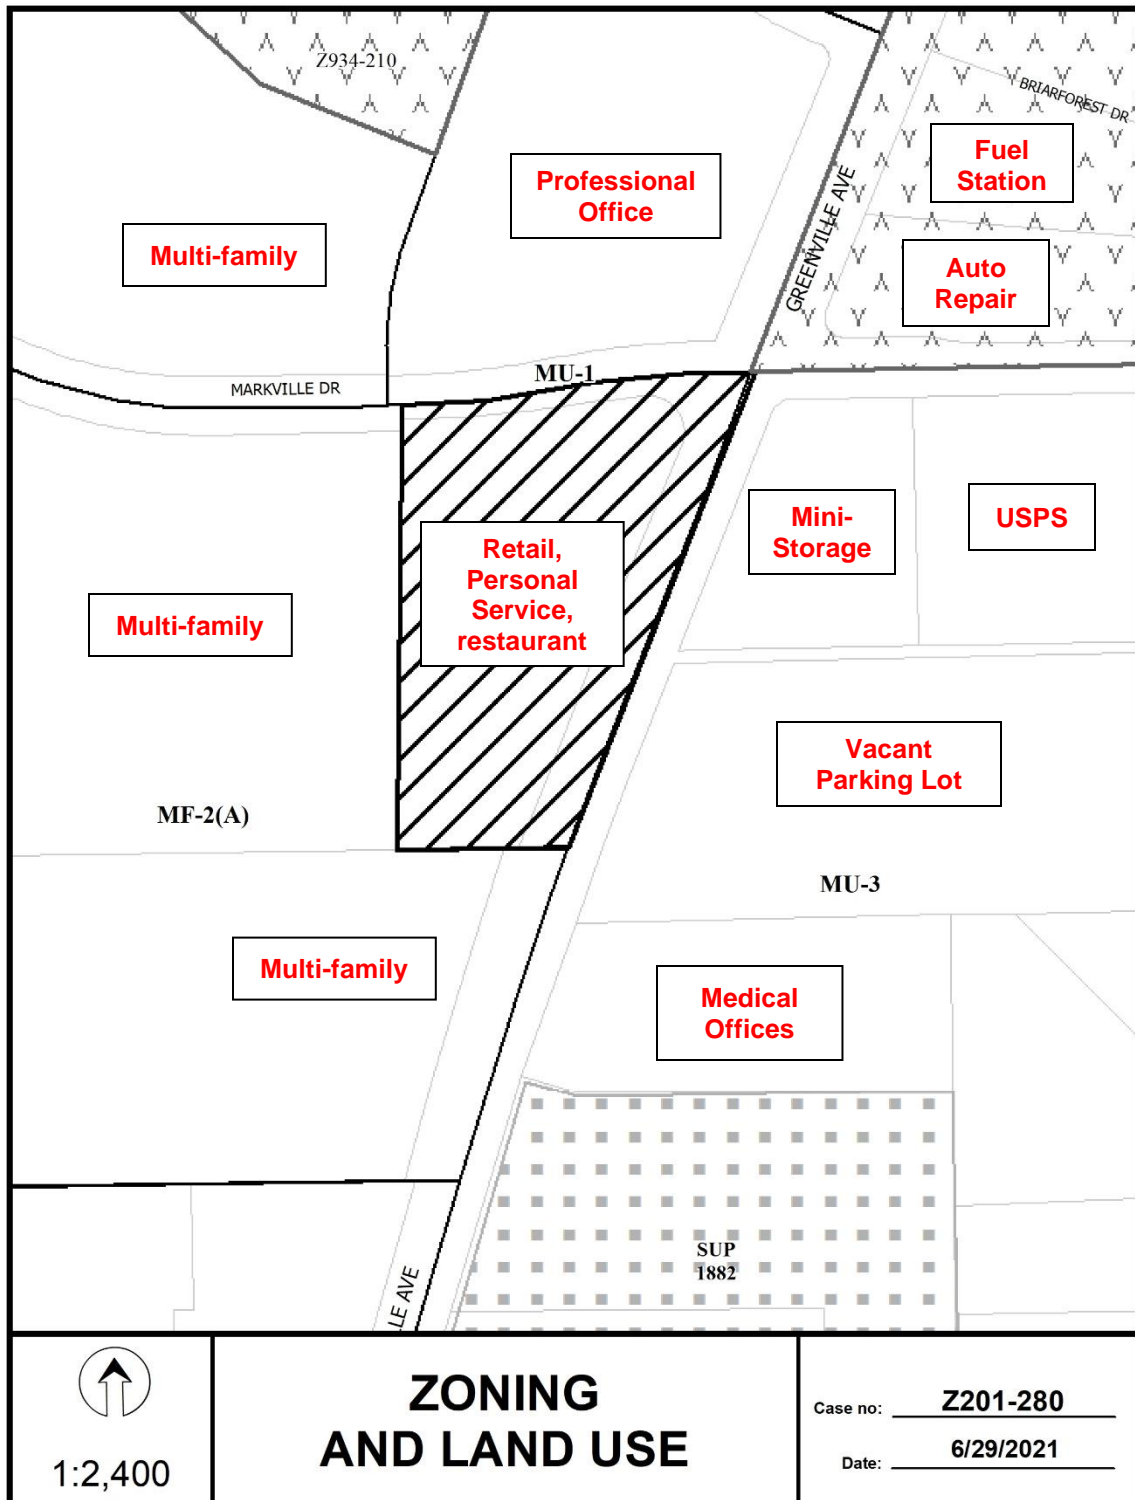 Z934-210
BRIARFOREST DR
Fuel
Station
Professional
Office
GREENVILLE AVE
Multi-family
Auto
Repair
MU-1
MARKVILLE DR
Mini-
Storage
USPS
Retail,
Personal
Service,
restaurant
Multi-family
Vacant
Parking Lot
MF-2(A)
MU-3
Multi-family
Medical
Offices
SUP
1882
LLE AVE
1:2,400
ZONING
AND LAND USE
Case no: Z201-280
Date: 6/29/2021